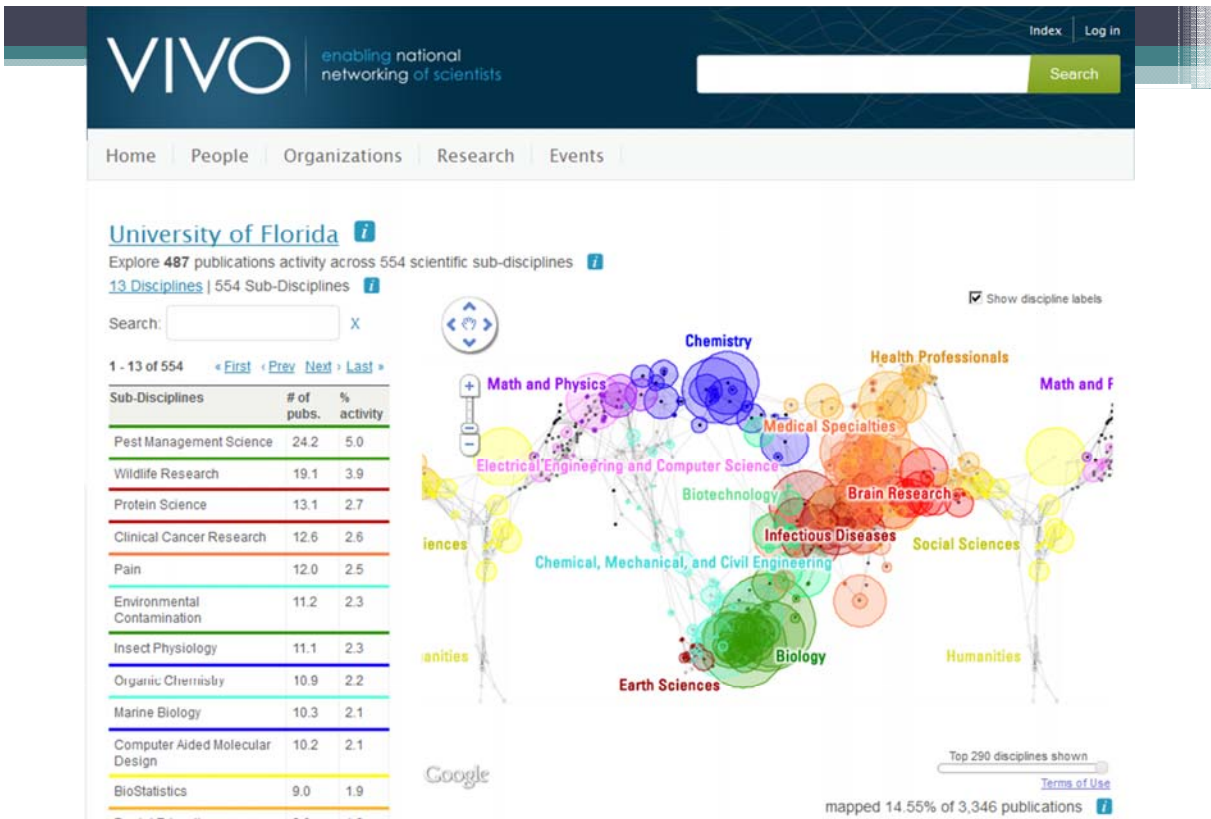 VIVO
enabling national
networking of scientists
Index Log in
Search
Home People Organizations Research Events
University of Florida i
Explore 487 publications activity across 554 scientific sub-disciplines i
13 Disciplines | 554 Sub-Disciplines i
Show discipline labels
Search: X
1 - 13 of 554 « First ‹ Prev Next › Last »
Sub-Disciplines # of pubs. % activity
Pest Management Science 24.2 5.0
Wildlife Research 19.1 3.9
Protein Science 13.1 2.7
Clinical Cancer Research 12.6 2.6
Pain 12.0 2.5
Environmental
Contamination 11.2 2.3
Insect Physiology 11.1 2.3
Organic Chemistry 10.9 2.2
Marine Biology 10.3 2.1
Computer Aided Molecular
Design 10.2 2.1
BioStatistics 9.0 1.9
Chemistry
Health Professionals
Math and Physics
Math and F
Medical Specialties
Electrical Engineering and Computer Science
Biotechnology
Brain Research
Infectious Diseases
iences
Social Sciences
Chemical, Mechanical, and Civil Engineering
anities
Biology
Humanities
Earth Sciences
Google
Top 290 disciplines shown
Terms of Use
mapped 14.55% of 3,346 publications i